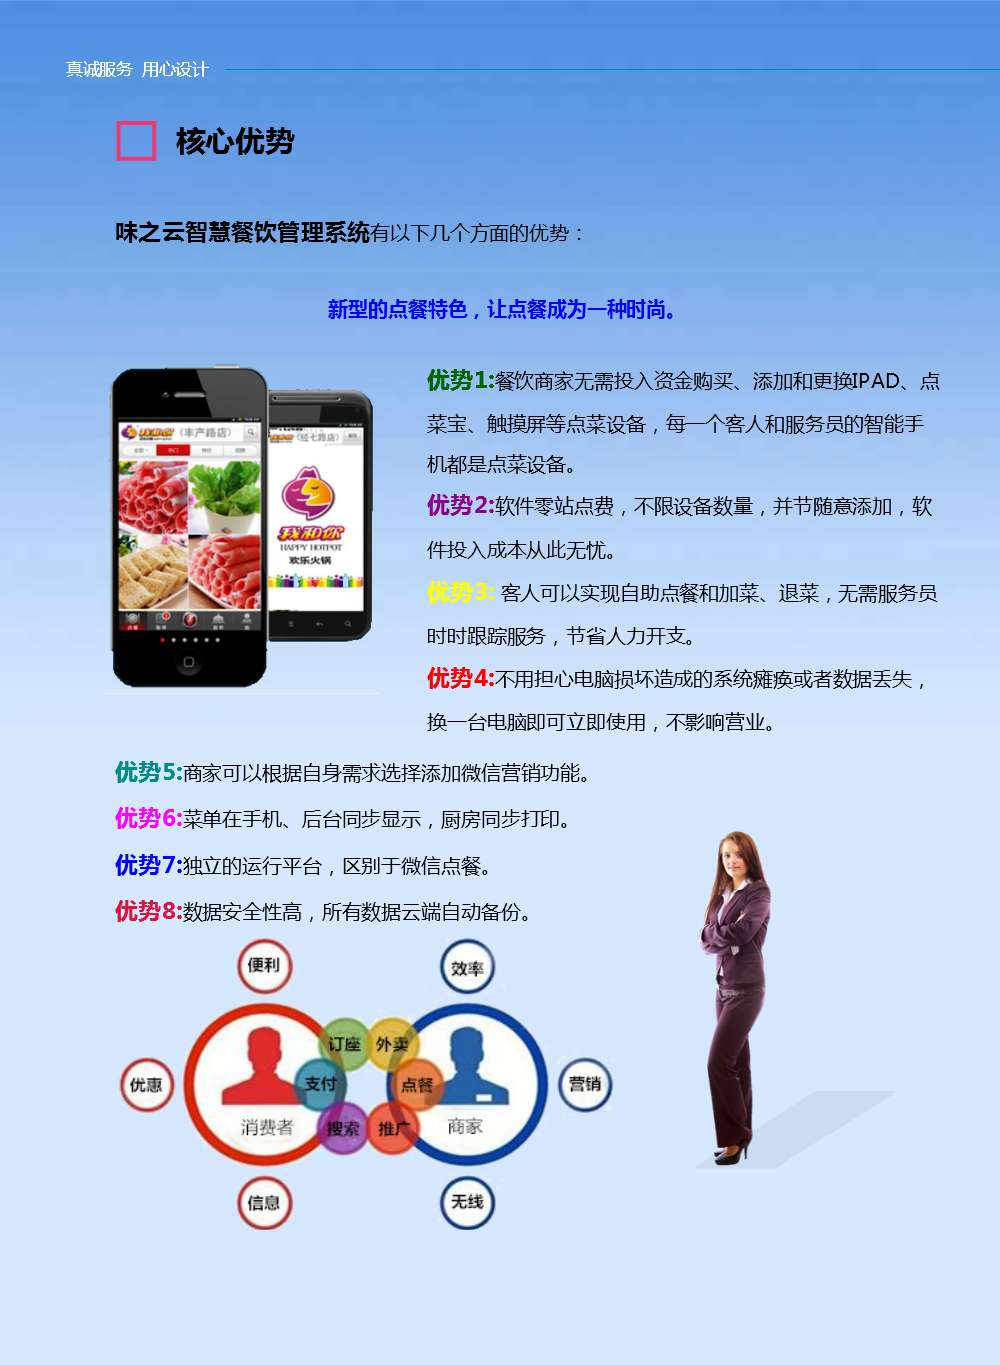 真诚服务 用心设计
核心优势
味之云智慧餐饮管理系统有以下几个方面的优势：
新型的点餐特色，让点餐成为一种时尚。
优势1:餐饮商家无需投入资金购买、添加和更换IPAD、点
菜宝、触摸屏等点菜设备，每一个客人和服务员的智能手
机都是点菜设备。
优势2:软件零站点费，不限设备数量，并节随意添加，软
件投入成本从此无忧。
优势3: 客人可以实现自助点餐和加菜、退菜，无需服务员
时时跟踪服务，节省人力开支。
优势4:不用担心电脑损坏造成的系统瘫痪或者数据丢失，
换一台电脑即可立即使用，不影响营业。
（丰产路店）
（经七路店）
热门
我和你
HAPPY HOTPOT
欢乐火锅
优势5:商家可以根据自身需求选择添加微信营销功能。
优势6:菜单在手机、后台同步显示，厨房同步打印。
优势7:独立的运行平台，区别于微信点餐。
优势8:数据安全性高，所有数据云端自动备份。
便利
效率
订座
外卖
优惠
支付
点餐
营销
消费者
搜索
推广
商家
信息
无线